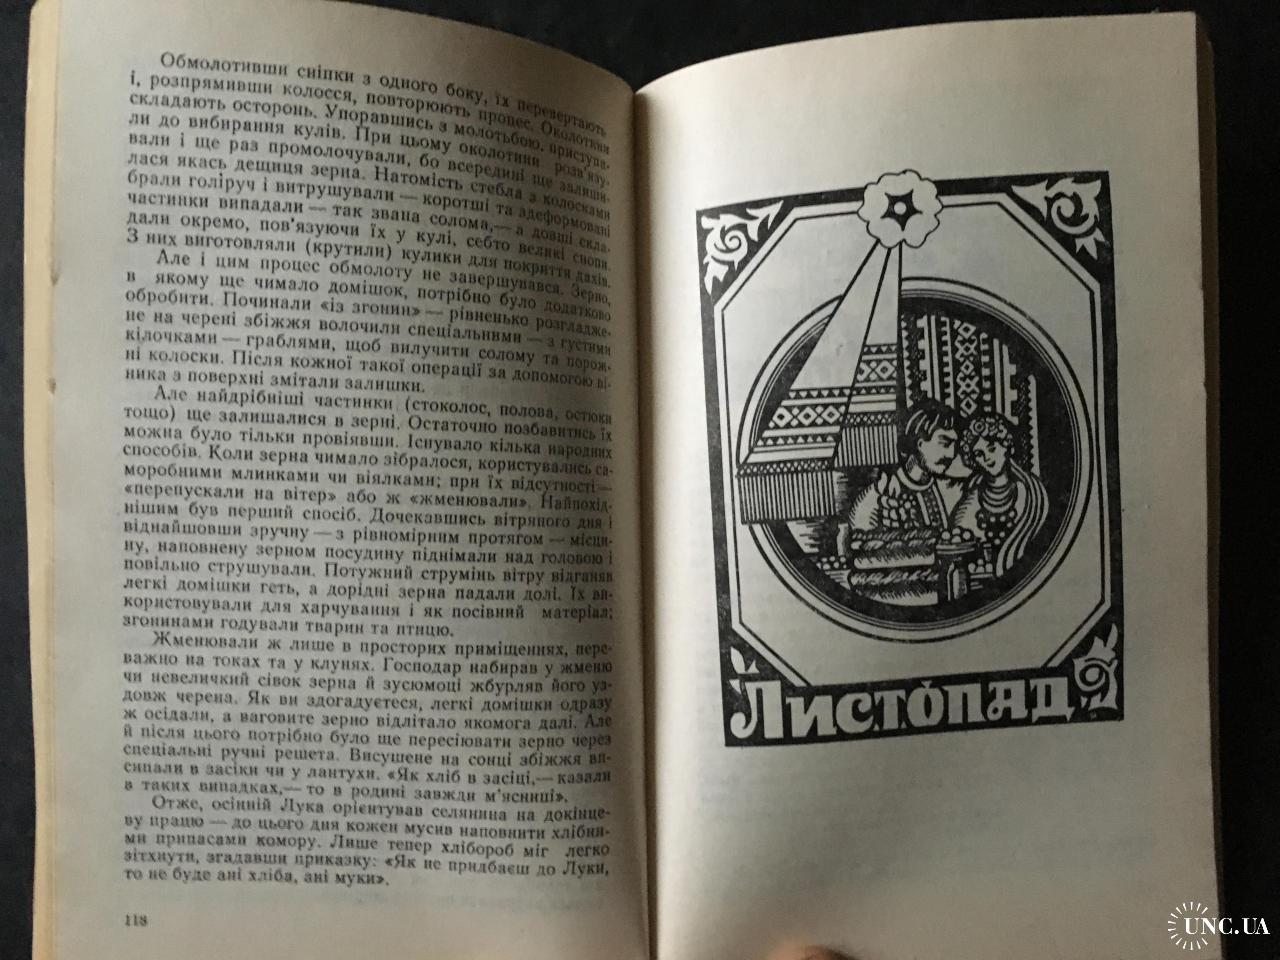 Обмолотивши сніпки з одного боку, їх перевертають
і, розпрямивши колосся, повторюють процес. Околотини
складають осторонь. Упоравшись з молотьбою, приступа-
ли до вибирання кулів. При цьому околотини розв'язу-
вали і ще раз промолочували, бо всередині ще залиши-
лася якась дещиця зерна. Натомість стебла з колосками
брали голіруч і витрушували — коротші та здеформовані
частинки випадали — так звана солома,— а довші скла-
дали окремо, пов'язуючи їх у кулі, себто великі снопи.
З них виготовляли (крутили) кулики для покриття дахів.
Але і цим процес обмолоту не завершувався. Зерно,
в якому ще чимало домішок, потрібно було додатково
обробити. Починали «із згонин» — рівненько розгладже-
не на черені збіжжя волочили спеціальними — з густими
кілочками — граблями, щоб вилучити солому та порож-
ні колоски. Після кожної такої операції за допомогою ві-
ника з поверхні змітали залишки.
Але найдрібніші частинки (стоколос, полова, остюки
тощо) ще залишалися в зерні. Остаточно позбавитись їх
можна було тільки провіявши. Існувало кілька народних
способів. Коли зерна чимало зібралося, користувались са-
моробними млинками чи віялками; при їх відсутності —
«перепускали на вітер» або ж «жменювали». Найпохід-
нішим був перший спосіб. Дочекавшись вітряного дня і
віднайшовши зручну — з рівномірним протягом — місци-
ну, наповнену зерном посудину піднімали над головою і
повільно струшували. Потужний струмінь вітру відганяв
легкі домішки геть, а дорідні зерна падали долі. Їх ви-
користовували для харчування і як посівний матеріал;
згонинами годували тварин та птицю.
Жменювали ж лише в просторих приміщеннях, пере-
важно на токах та у клунях. Господар набирав у жменю
чи невеличкий сівок зерна й зусюмоці жбурляв його уз-
довж черена. Як ви здогадуєтеся, легкі домішки одразу
ж осідали, а ваговите зерно відлітало якомога далі. Але
й після цього потрібно було ще пересіювати зерно через
спеціальні ручні решета. Висушене на сонці збіжжя ви-
сипали в засіки чи у лантухи. «Як хліб в засіці,— казали
в таких випадках,— то в родині завжди м'ясниці».
Отже, осінній Лука орієнтував селянина на докінце-
ву працю — до цього дня кожен мусив наповнити хлібни-
ми припасами комору. Лише тепер хлібороб міг легко
зітхнути, згадавши приказку: «Як не придбаєш до Луки,
то не буде ані хліба, ані муки».
118
Листопад
UNC.UA